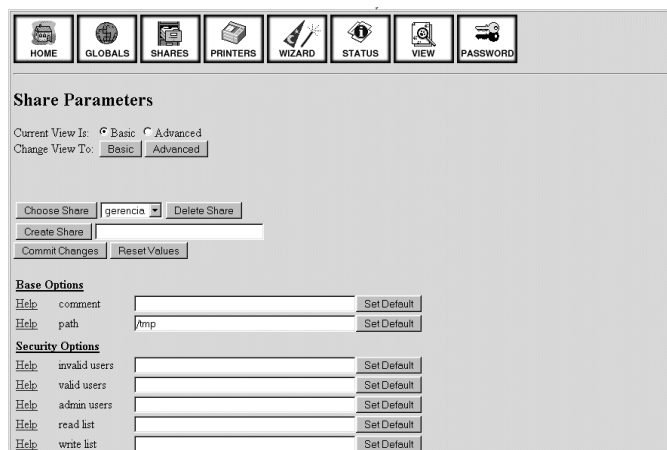 HOME GLOBALS SHARES PRINTERS WIZARD STATUS VIEW PASSWORD
Share Parameters
Current View Is: Basic Advanced
Change View To: Basic Advanced
Choose Share gerencia Delete Share
Create Share
Commit Changes Reset Values
Base Options
Help comment Set Default
Help path /tmp Set Default
Security Options
Help invalid users Set Default
Help valid users Set Default
Help admin users Set Default
Help read list Set Default
Help write list Set Default